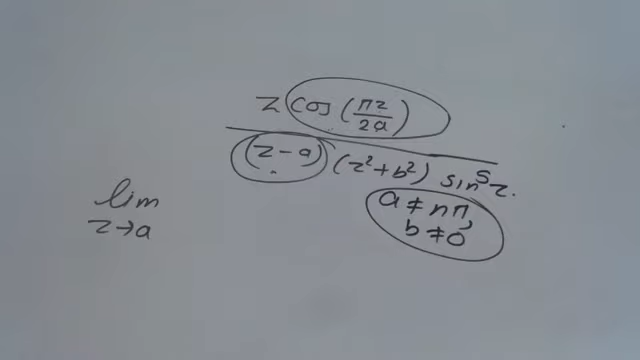 z cos (πz/2a)
(z-a) (z²+b²) sin⁵z.
a ≠ nπ,
b ≠ 0
lim
z→a